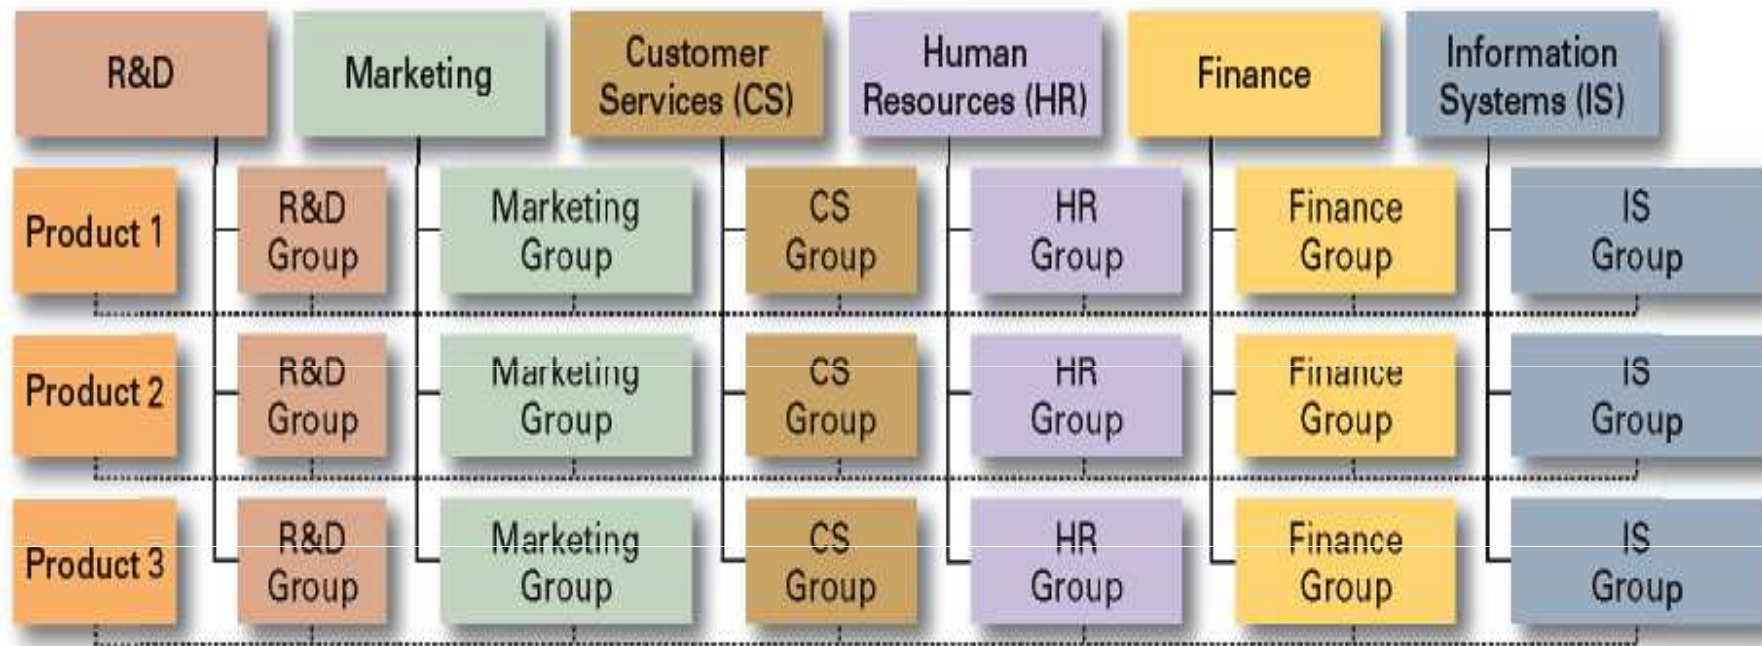 R&D
Marketing
Customer
Services (CS)
Human
Resources (HR)
Finance
Information
Systems (IS)
Product 1
R&D
Group
Marketing
Group
CS
Group
HR
Group
Finance
Group
IS
Group
Product 2
R&D
Group
Marketing
Group
CS
Group
HR
Group
Finance
Group
IS
Group
Product 3
R&D
Group
Marketing
Group
CS
Group
HR
Group
Finance
Group
IS
Group